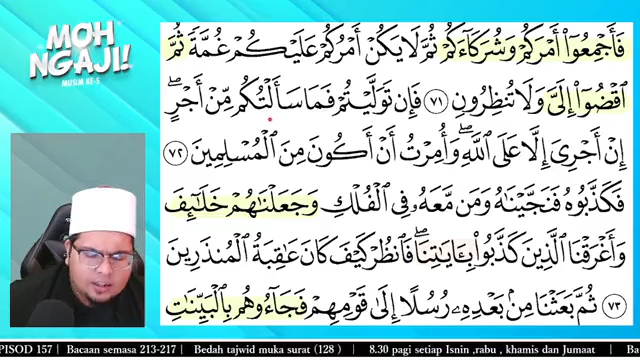 MOH
NGAJI!
MUSIM KE-5
فَأَجْمِعُوٓا۟ أَمْرَكُمْ وَشُرَكَآءَكُمْ ثُمَّ لَا يَكُنْ أَمْرُكُمْ عَلَيْكُمْ غُمَّةً ثُمَّ
ٱقْضُوٓا۟ إِلَىَّ وَلَا تُنظِرُونِ ٧١ فَإِن تَوَلَّيْتُمْ فَمَا سَأَلْتُكُم مِّنْ أَجْرٍ ۖ
إِنْ أَجْرِىَ إِلَّا عَلَى ٱللَّهِ ۖ وَأُمِرْتُ أَنْ أَكُونَ مِنَ ٱلْمُسْلِمِينَ ٧٢
فَكَذَّبُوهُ فَنَجَّيْنَٰهُ وَمَن مَّعَهُۥ فِى ٱلْفُلْكِ وَجَعَلْنَٰهُمْ خَلَٰٓئِفَ
وَأَغْرَقْنَا ٱلَّذِينَ كَذَّبُوا۟ بِـَٔايَٰتِنَا ۖ فَٱنظُرْ كَيْفَ كَانَ عَٰقِبَةُ ٱلْمُنذَرِينَ
٧٣ ثُمَّ بَعَثْنَا مِنۢ بَعْدِهِۦ رُسُلًا إِلَىٰ قَوْمِهِمْ فَجَآءُوهُم بِٱلْبَيِّنَٰتِ
PISOD 157 | Bacaan semasa 213-217 | Bedah tajwid muka surat (128 ) | 8.30 pagi setiap Isnin ,rabu , khamis dan Jumaat | Ba